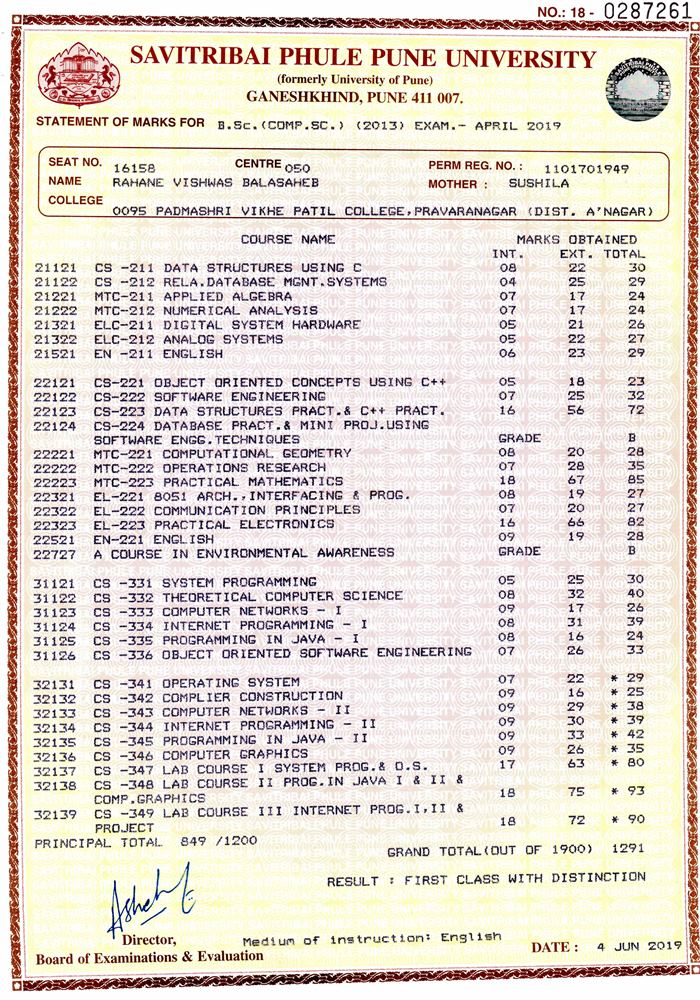 NO.: 18 - 0287261
SAVITRIBAI PHULE PUNE UNIVERSITY
(formerly University of Pune)
GANESHKHIND, PUNE 411 007.
STATEMENT OF MARKS FOR B.Sc.(COMP.SC.) (2013) EXAM.- APRIL 2019
SEAT NO. 16158 CENTRE 050 PERM REG. NO. : 1101701949
NAME RAHANE VISHWAS BALASAHEB MOTHER : SUSHILA
COLLEGE
0095 PADMASHRI VIKHE PATIL COLLEGE,PRAVARANAGAR (DIST. A'NAGAR)
COURSE NAME MARKS OBTAINED
INT. EXT. TOTAL
21121 CS -211 DATA STRUCTURES USING C 08 22 30
21122 CS -212 RELA.DATABASE MGNT.SYSTEMS 04 25 29
21221 MTC-211 APPLIED ALGEBRA 07 17 24
21222 MTC-212 NUMERICAL ANALYSIS 07 17 24
21321 ELC-211 DIGITAL SYSTEM HARDWARE 05 21 26
21322 ELC-212 ANALOG SYSTEMS 05 22 27
21521 EN -211 ENGLISH 06 23 29
22121 CS-221 OBJECT ORIENTED CONCEPTS USING C++ 05 18 23
22122 CS-222 SOFTWARE ENGINEERING 07 25 32
22123 CS-223 DATA STRUCTURES PRACT.& C++ PRACT. 16 56 72
22124 CS-224 DATABASE PRACT.& MINI PROJ.USING
SOFTWARE ENGG.TECHNIQUES GRADE B
22221 MTC-221 COMPUTATIONAL GEOMETRY 08 20 28
22222 MTC-222 OPERATIONS RESEARCH 07 28 35
22223 MTC-223 PRACTICAL MATHEMATICS 18 67 85
22321 EL-221 8051 ARCH.,INTERFACING & PROG. 08 19 27
22322 EL-222 COMMUNICATION PRINCIPLES 07 20 27
22323 EL-223 PRACTICAL ELECTRONICS 16 66 82
22521 EN-221 ENGLISH 09 19 28
22727 A COURSE IN ENVIRONMENTAL AWARENESS GRADE B
31121 CS -331 SYSTEM PROGRAMMING 05 25 30
31122 CS -332 THEORETICAL COMPUTER SCIENCE 08 32 40
31123 CS -333 COMPUTER NETWORKS - I 09 17 26
31124 CS -334 INTERNET PROGRAMMING - I 08 31 39
31125 CS -335 PROGRAMMING IN JAVA - I 08 16 24
31126 CS -336 OBJECT ORIENTED SOFTWARE ENGINEERING 07 26 33
32131 CS -341 OPERATING SYSTEM 07 22 * 29
32132 CS -342 COMPLIER CONSTRUCTION 09 16 * 25
32133 CS -343 COMPUTER NETWORKS - II 09 29 * 38
32134 CS -344 INTERNET PROGRAMMING - II 09 30 * 39
32135 CS -345 PROGRAMMING IN JAVA - II 09 33 * 42
32136 CS -346 COMPUTER GRAPHICS 09 26 * 35
32137 CS -347 LAB COURSE I SYSTEM PROG.& O.S. 17 63 * 80
32138 CS -348 LAB COURSE II PROG.IN JAVA I & II &
COMP.GRAPHICS 18 75 * 93
32139 CS -349 LAB COURSE III INTERNET PROG.I,II &
PROJECT 18 72 * 90
PRINCIPAL TOTAL 849 /1200
GRAND TOTAL(OUT OF 1900) 1291
RESULT : FIRST CLASS WITH DISTINCTION
Director,
Board of Examinations & Evaluation
Medium of instruction: English
DATE : 4 JUN 2019